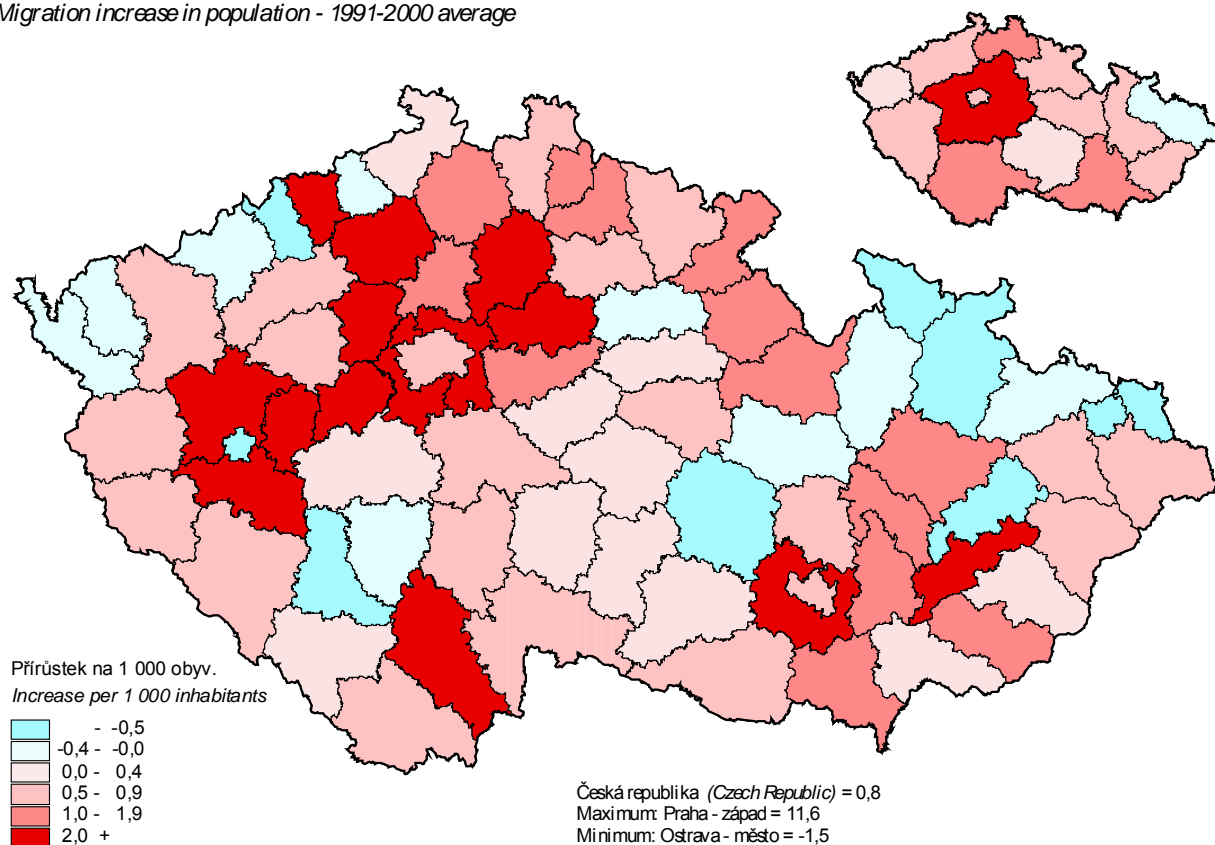 Migration increase in population - 1991-2000 average
Přírůstek na 1 000 obyv.
Increase per 1 000 inhabitants
- -0,5
-0,4 - -0,0
0,0 - 0,4
0,5 - 0,9
1,0 - 1,9
2,0 +
Česká republika (Czech Republic) = 0,8
Maximum: Praha - západ = 11,6
Minimum: Ostrava - město = -1,5